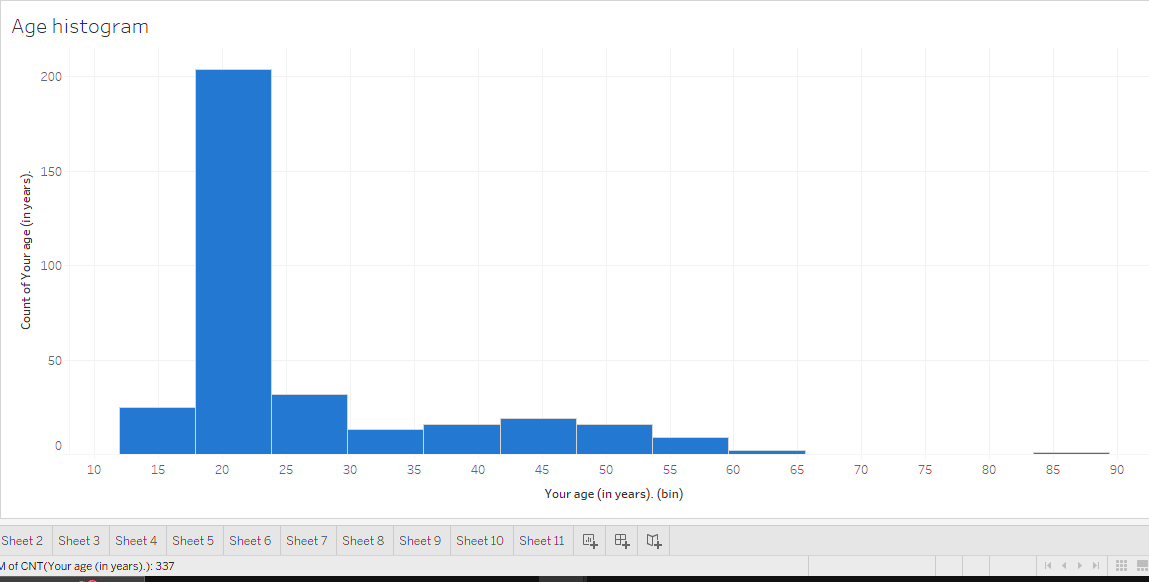 Age histogram
200
150
100
50
0
Count of Your age (in years).
10 15 20 25 30 35 40 45 50 55 60 65 70 75 80 85 90
Your age (in years). (bin)
Sheet 2 Sheet 3 Sheet 4 Sheet 5 Sheet 6 Sheet 7 Sheet 8 Sheet 9 Sheet 10 Sheet 11
M of CNT(Your age (in years).): 337